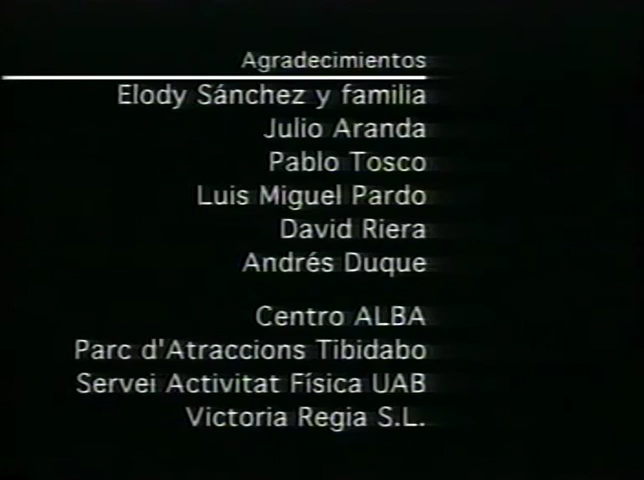 Agradecimientos
Elody Sánchez y familia
Julio Aranda
Pablo Tosco
Luis Miguel Pardo
David Riera
Andrés Duque
Centro ALBA
Parc d'Atraccions Tibidabo
Servei Activitat Física UAB
Victoria Regia S.L.